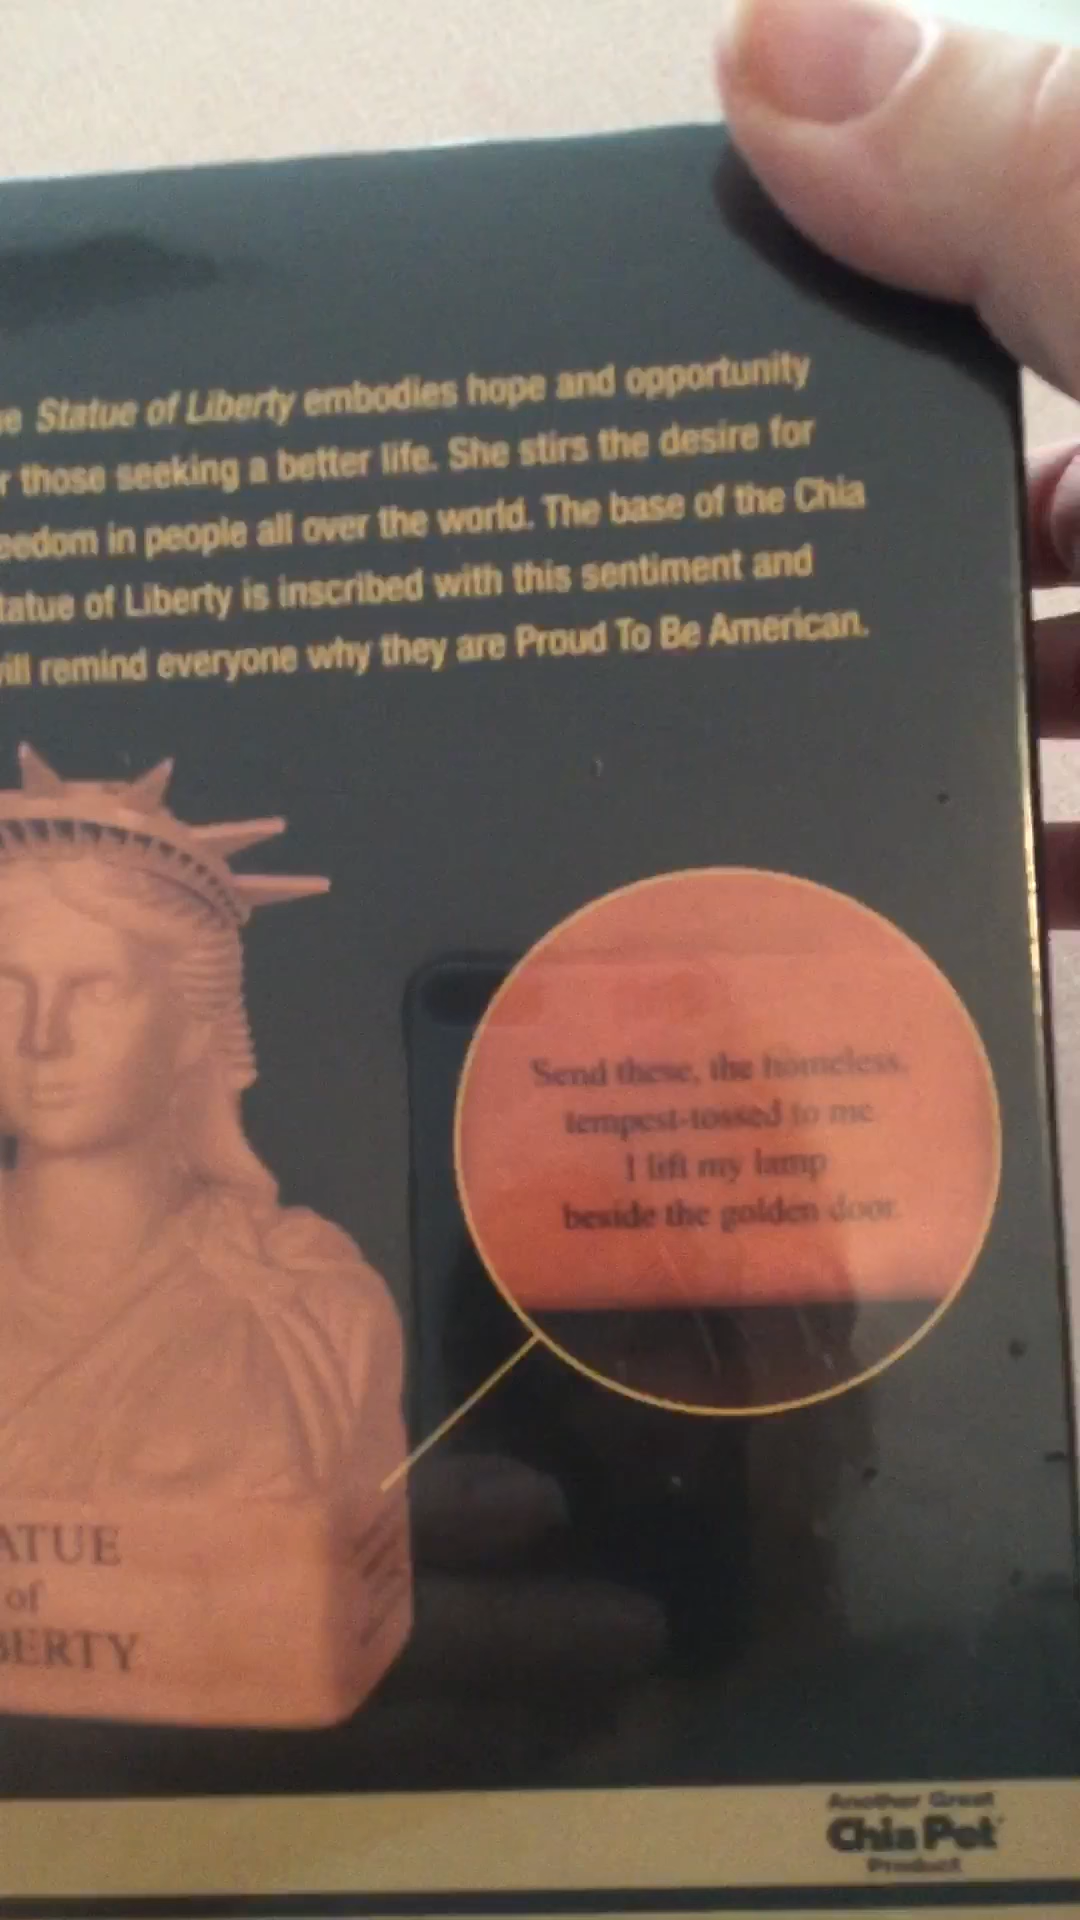 e Statue of Liberty embodies hope and opportunity
r those seeking a better life. She stirs the desire for
eedom in people all over the world. The base of the Chia
tatue of Liberty is inscribed with this sentiment and
ill remind everyone why they are Proud To Be American.
Send these, the homeless,
tempest-tossed to me
I lift my lamp
beside the golden door.
ATUE
of
BERTY
Another Great
Chia Pet
Product